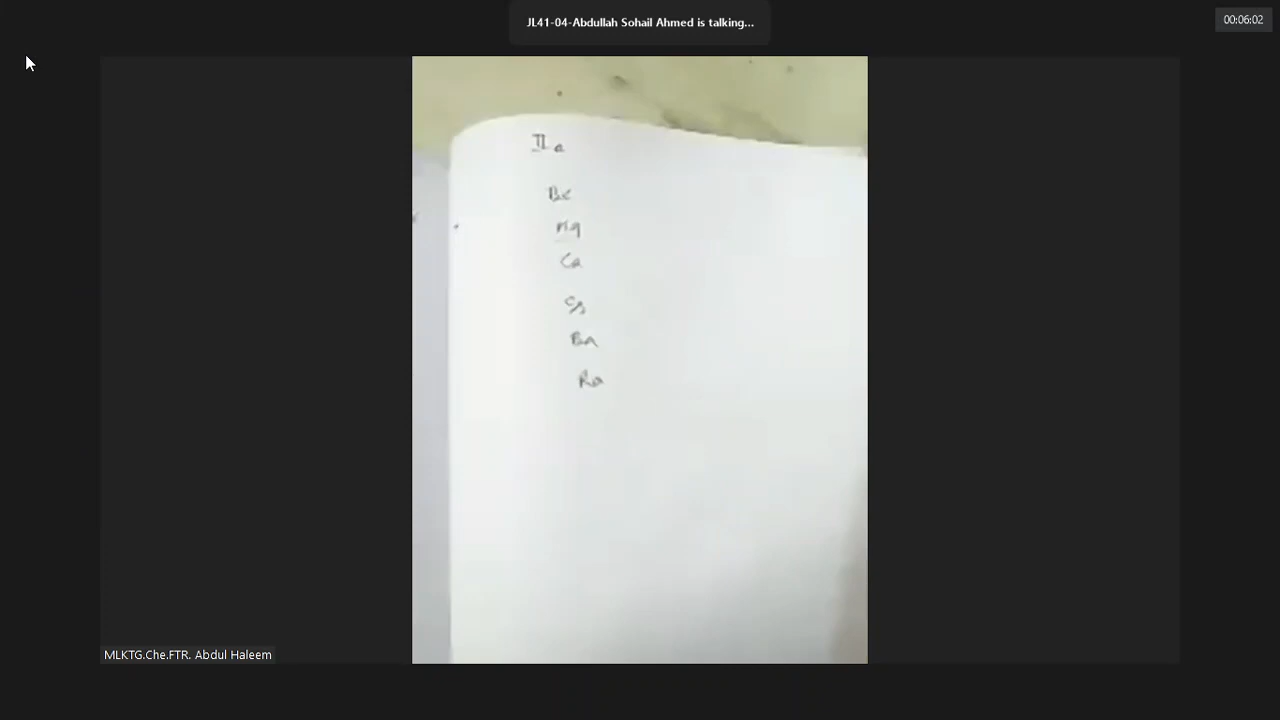 JL41-04-Abdullah Sohail Ahmed is talking...
00:06:02
IIa
Be
Mg
Ca
Ba
Ra
MLKTG.Che.FTR. Abdul Haleem